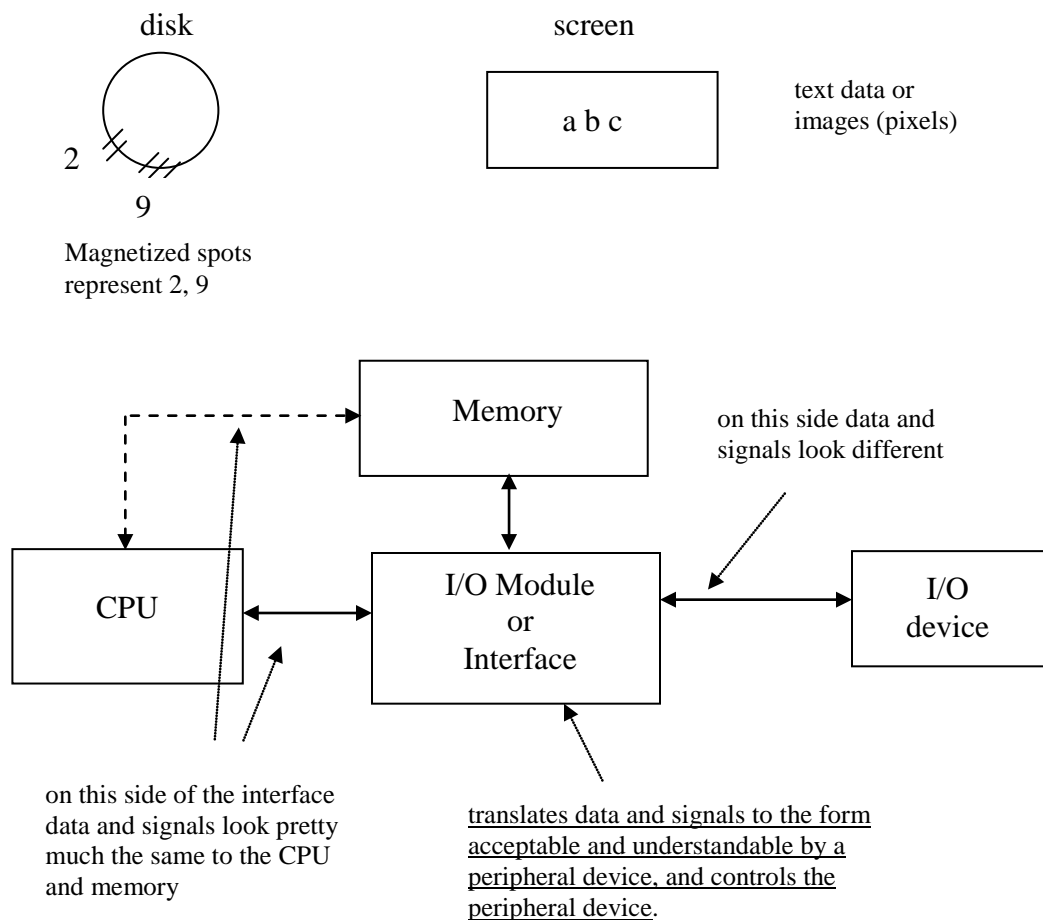 disk
screen
a b c
text data or
images (pixels)
2
9
Magnetized spots
represent 2, 9
Memory
on this side data and
signals look different
CPU
I/O Module
or
Interface
I/O
device
on this side of the interface
data and signals look pretty
much the same to the CPU
and memory
translates data and signals to the form
acceptable and understandable by a
peripheral device, and controls the
peripheral device.